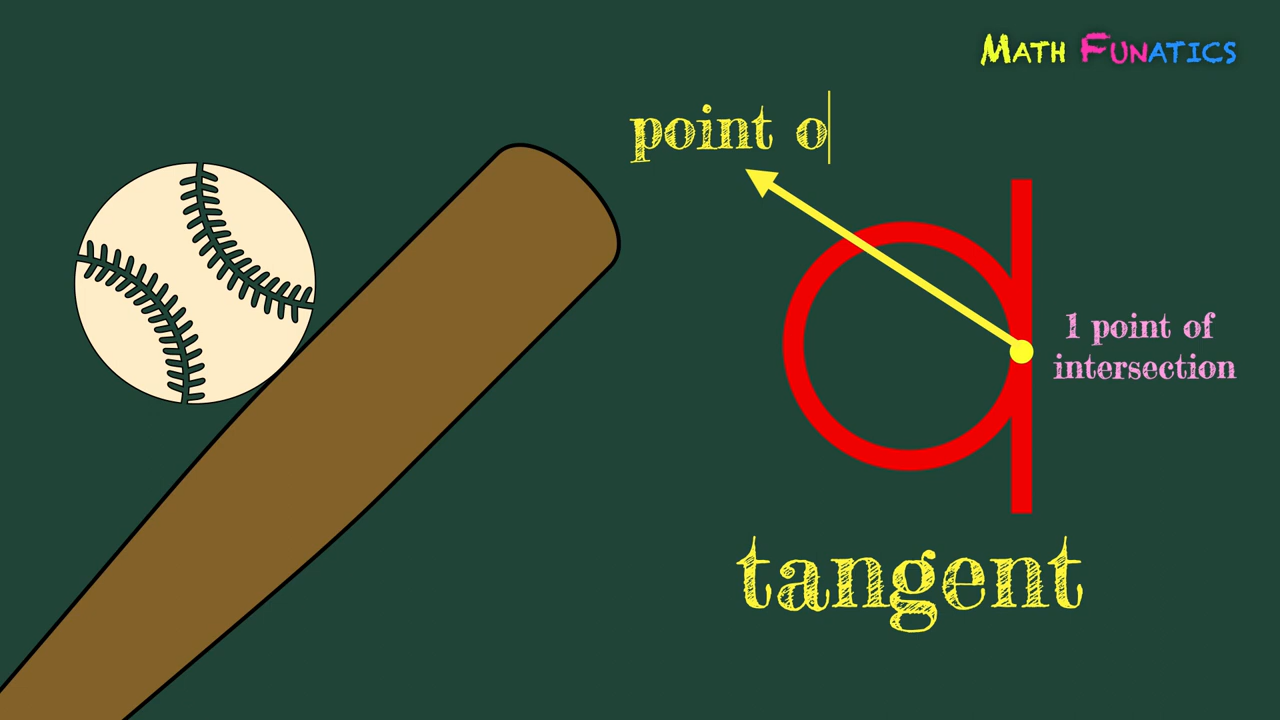 Math Funatics
point o
1 point of
intersection
tangent